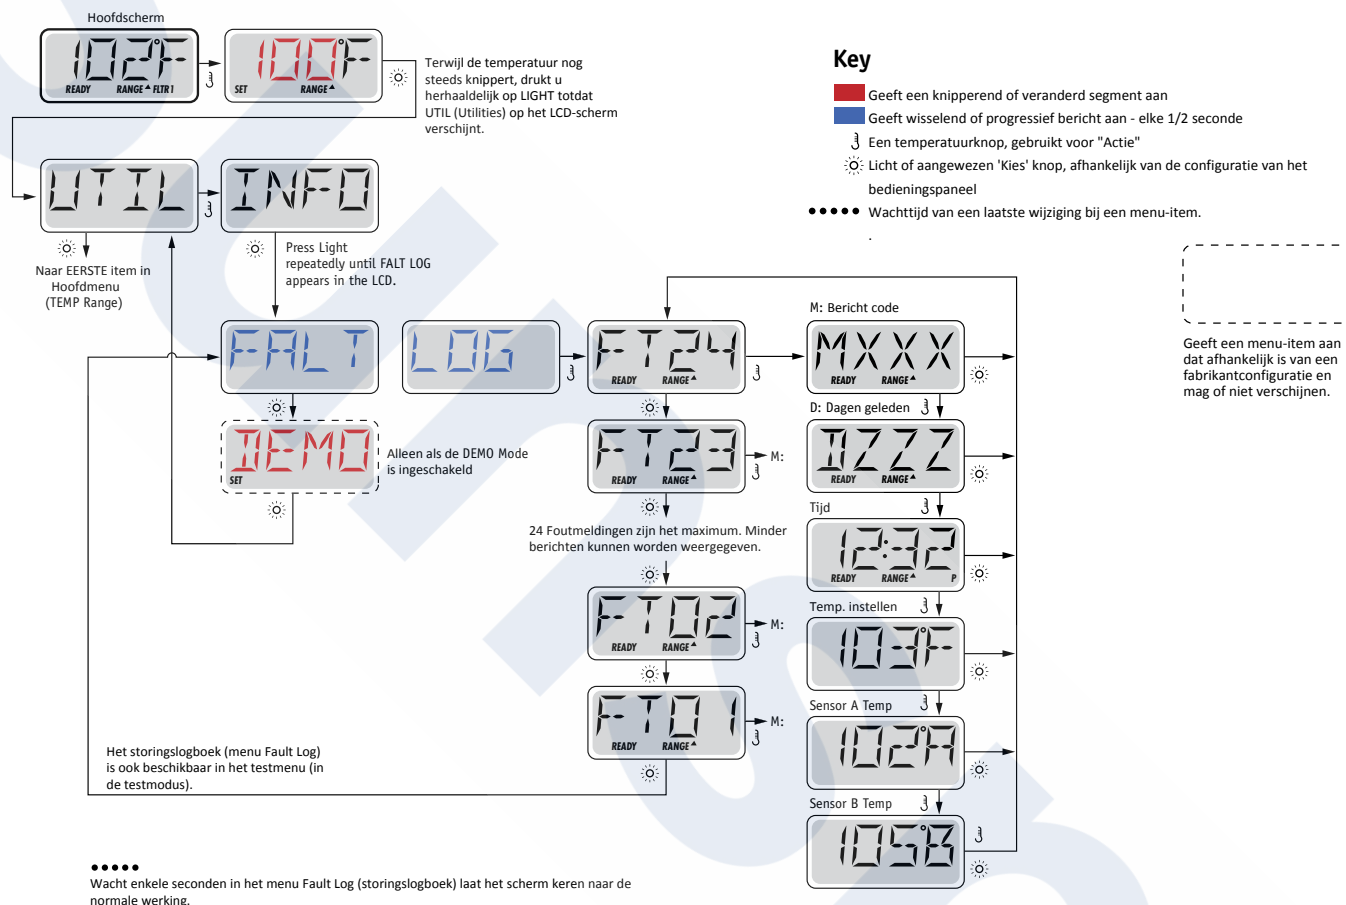 Hoofdscherm
102°F
READY RANGE FLTR1
100°F
SET RANGE
Terwijl de temperatuur nog
steeds knippert, drukt u
herhaaldelijk op LIGHT totdat
UTIL (Utilities) op het LCD-scherm
verschijnt.
Key
Geeft een knipperend of veranderd segment aan
Geeft wisselend of progressief bericht aan - elke 1/2 seconde
Een temperatuurknop, gebruikt voor "Actie"
Licht of aangewezen 'Kies' knop, afhankelijk van de configuratie van het
bedieningspaneel
Wachttijd van een laatste wijziging bij een menu-item.
.
UTIL
INFO
Naar EERSTE item in
Hoofdmenu
(TEMP Range)
Press Light
repeatedly until FALT LOG
appears in the LCD.
Geeft een menu-item aan
dat afhankelijk is van een
fabrikantconfiguratie en
mag of niet verschijnen.
FALT
LOG
FT24
READY RANGE
M: Bericht code
MXXX
READY RANGE
DEMO
SET
Alleen als de DEMO Mode
is ingeschakeld
FT23
READY RANGE
M:
D: Dagen geleden
DZZZ
READY RANGE
24 Foutmeldingen zijn het maximum. Minder
berichten kunnen worden weergegeven.
Tijd
12:32
READY RANGE P
FT02
READY RANGE
M:
Temp. instellen
103°F
FT01
READY RANGE
M:
Sensor A Temp
102°A
Sensor B Temp
105°B
Het storingslogboek (menu Fault Log)
is ook beschikbaar in het testmenu (in
de testmodus).
Wacht enkele seconden in het menu Fault Log (storingslogboek) laat het scherm keren naar de
normale werking.